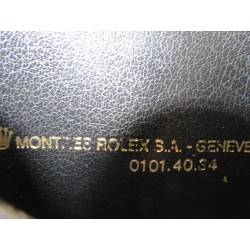 MONTRES ROLEX S.A. - GENEVE
0101.40.34